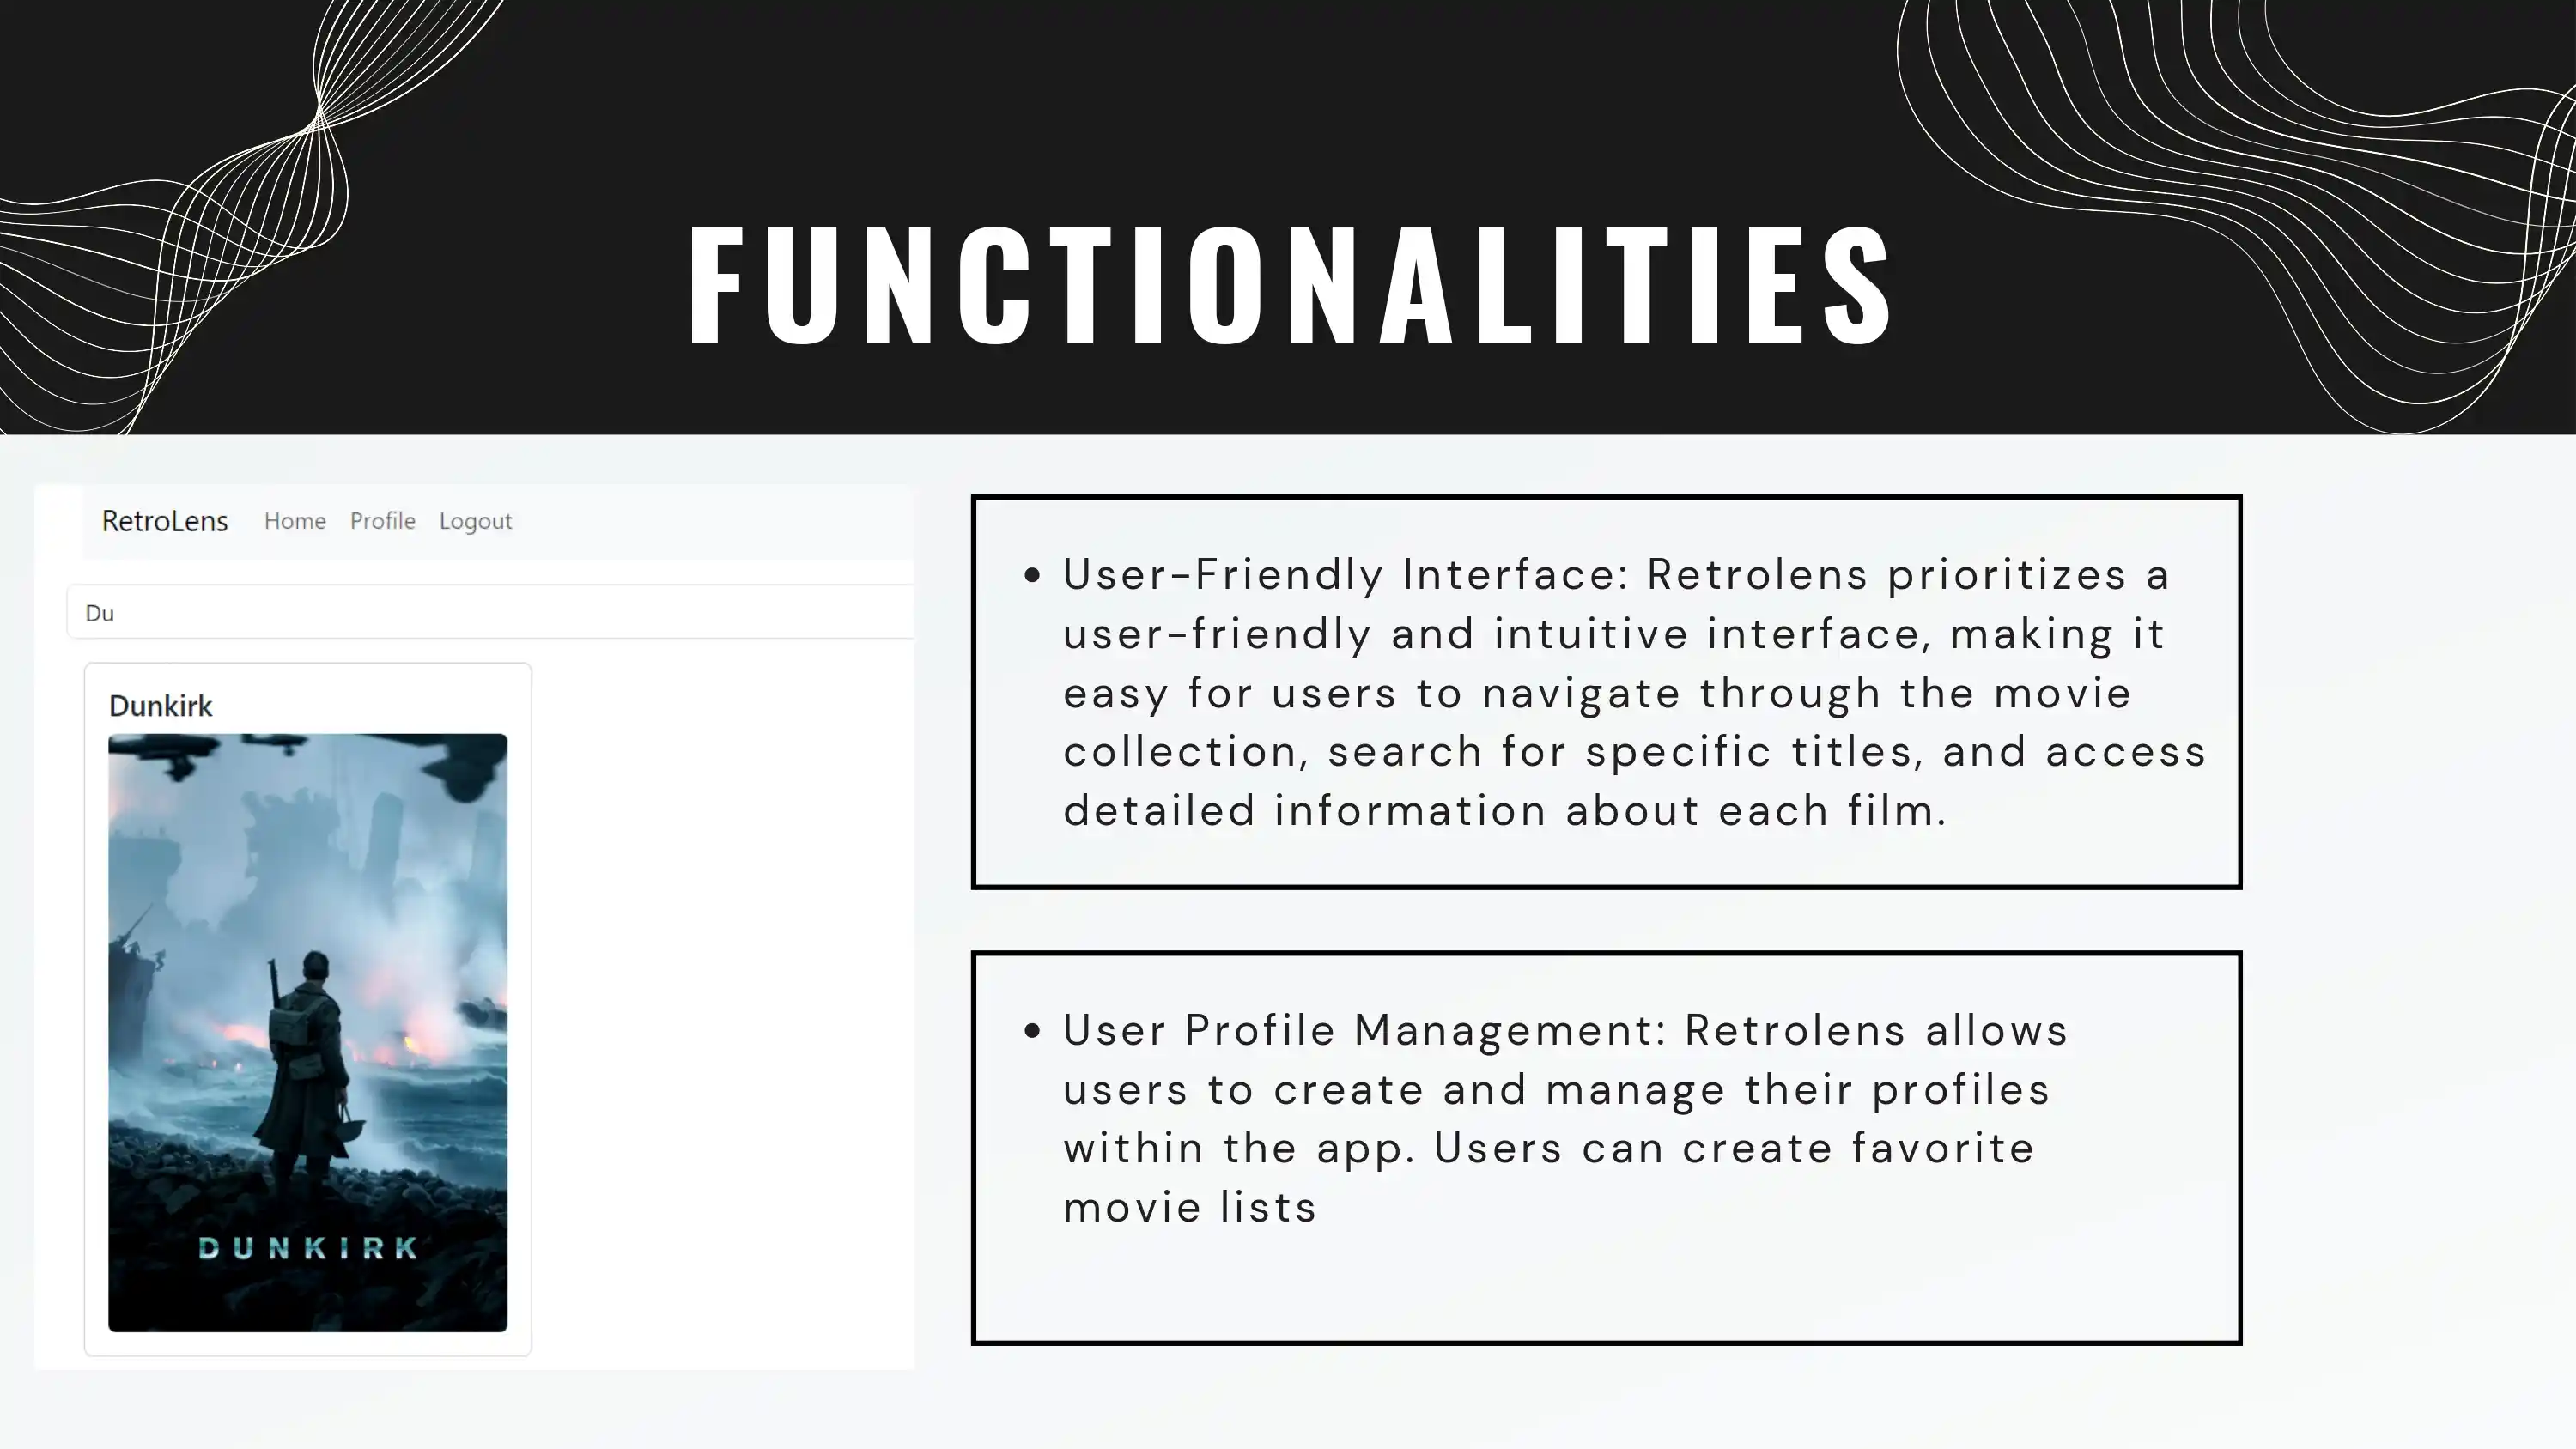 FUNCTIONALITIES
RetroLens Home Profile Logout
Du
Dunkirk
DUNKIRK
• User-Friendly Interface: Retrolens prioritizes a
user-friendly and intuitive interface, making it
easy for users to navigate through the movie
collection, search for specific titles, and access
detailed information about each film.
• User Profile Management: Retrolens allows
users to create and manage their profiles
within the app. Users can create favorite
movie lists